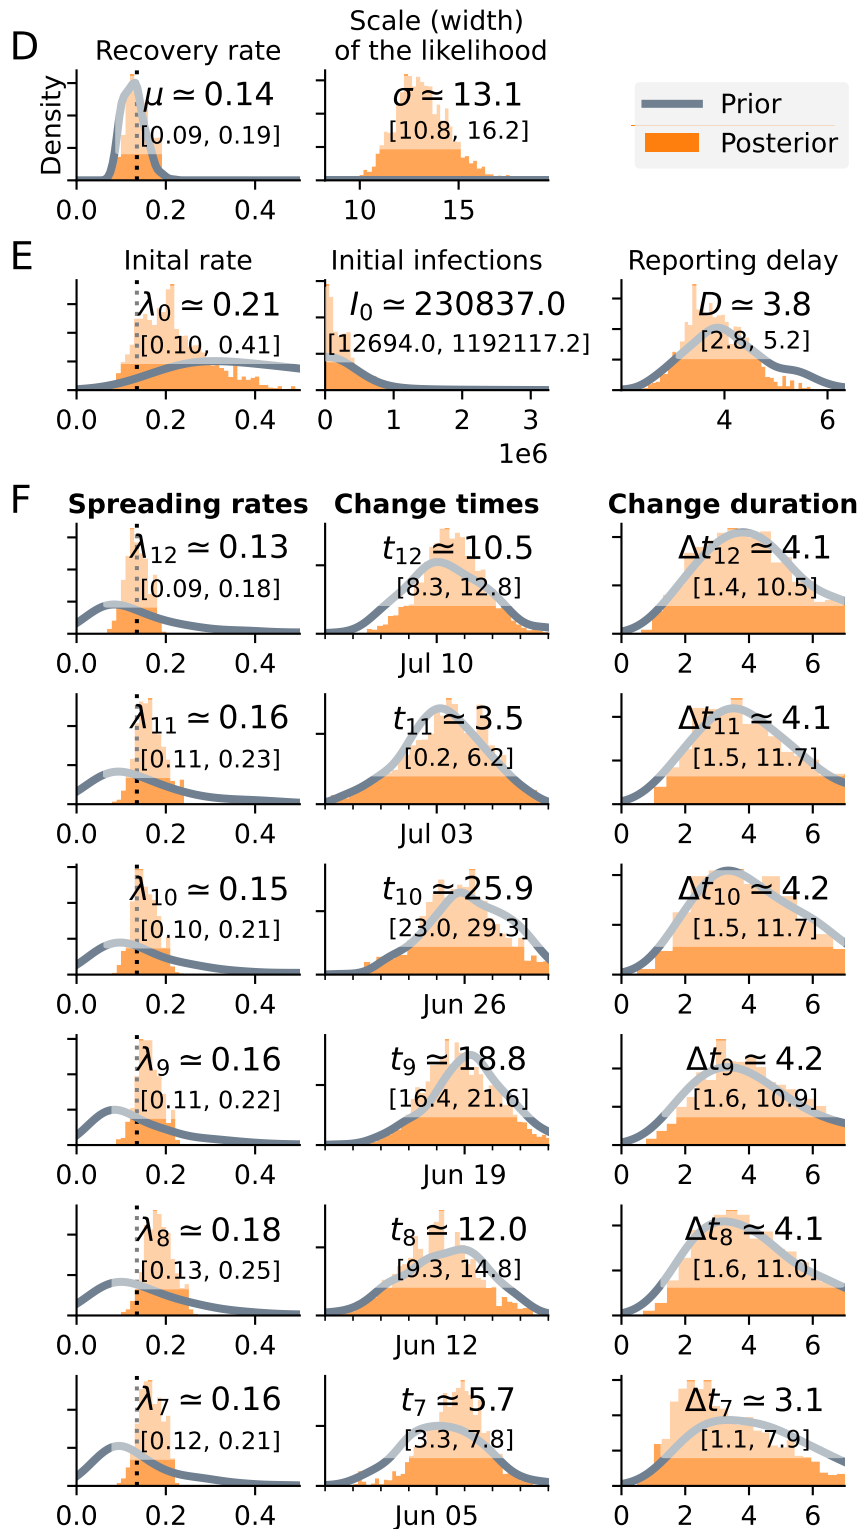 D
Recovery rate
Scale (width)
of the likelihood
Density
μ ≃ 0.14
[0.09, 0.19]
σ ≃ 13.1
[10.8, 16.2]
Prior
Posterior
0.0 0.2 0.4
10 15
E
Inital rate
Initial infections
Reporting delay
λ0 ≃ 0.21
[0.10, 0.41]
I0 ≃ 230837.0
[12694.0, 1192117.2]
D ≃ 3.8
[2.8, 5.2]
0.0 0.2 0.4
0 1 2 3
1e6
4 6
F
Spreading rates
Change times
Change duration
λ12 ≃ 0.13
[0.09, 0.18]
t12 ≃ 10.5
[8.3, 12.8]
Δt12 ≃ 4.1
[1.4, 10.5]
0.0 0.2 0.4
Jul 10
0 2 4 6
λ11 ≃ 0.16
[0.11, 0.23]
t11 ≃ 3.5
[0.2, 6.2]
Δt11 ≃ 4.1
[1.5, 11.7]
0.0 0.2 0.4
Jul 03
0 2 4 6
λ10 ≃ 0.15
[0.10, 0.21]
t10 ≃ 25.9
[23.0, 29.3]
Δt10 ≃ 4.2
[1.5, 11.7]
0.0 0.2 0.4
Jun 26
0 2 4 6
λ9 ≃ 0.16
[0.11, 0.22]
t9 ≃ 18.8
[16.4, 21.6]
Δt9 ≃ 4.2
[1.6, 10.9]
0.0 0.2 0.4
Jun 19
0 2 4 6
λ8 ≃ 0.18
[0.13, 0.25]
t8 ≃ 12.0
[9.3, 14.8]
Δt8 ≃ 4.1
[1.6, 11.0]
0.0 0.2 0.4
Jun 12
0 2 4 6
λ7 ≃ 0.16
[0.12, 0.21]
t7 ≃ 5.7
[3.3, 7.8]
Δt7 ≃ 3.1
[1.1, 7.9]
0.0 0.2 0.4
Jun 05
0 2 4 6